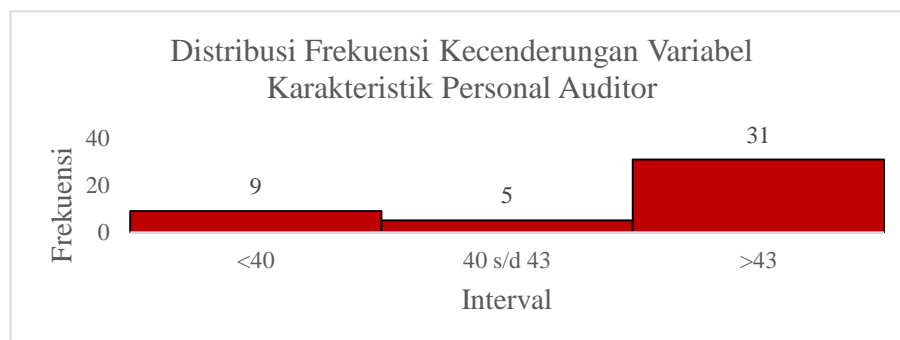 Distribusi Frekuensi Kecenderungan Variabel
Karakteristik Personal Auditor
Frekuensi
40
20
0
9
5
31
<40
40 s/d 43
>43
Interval